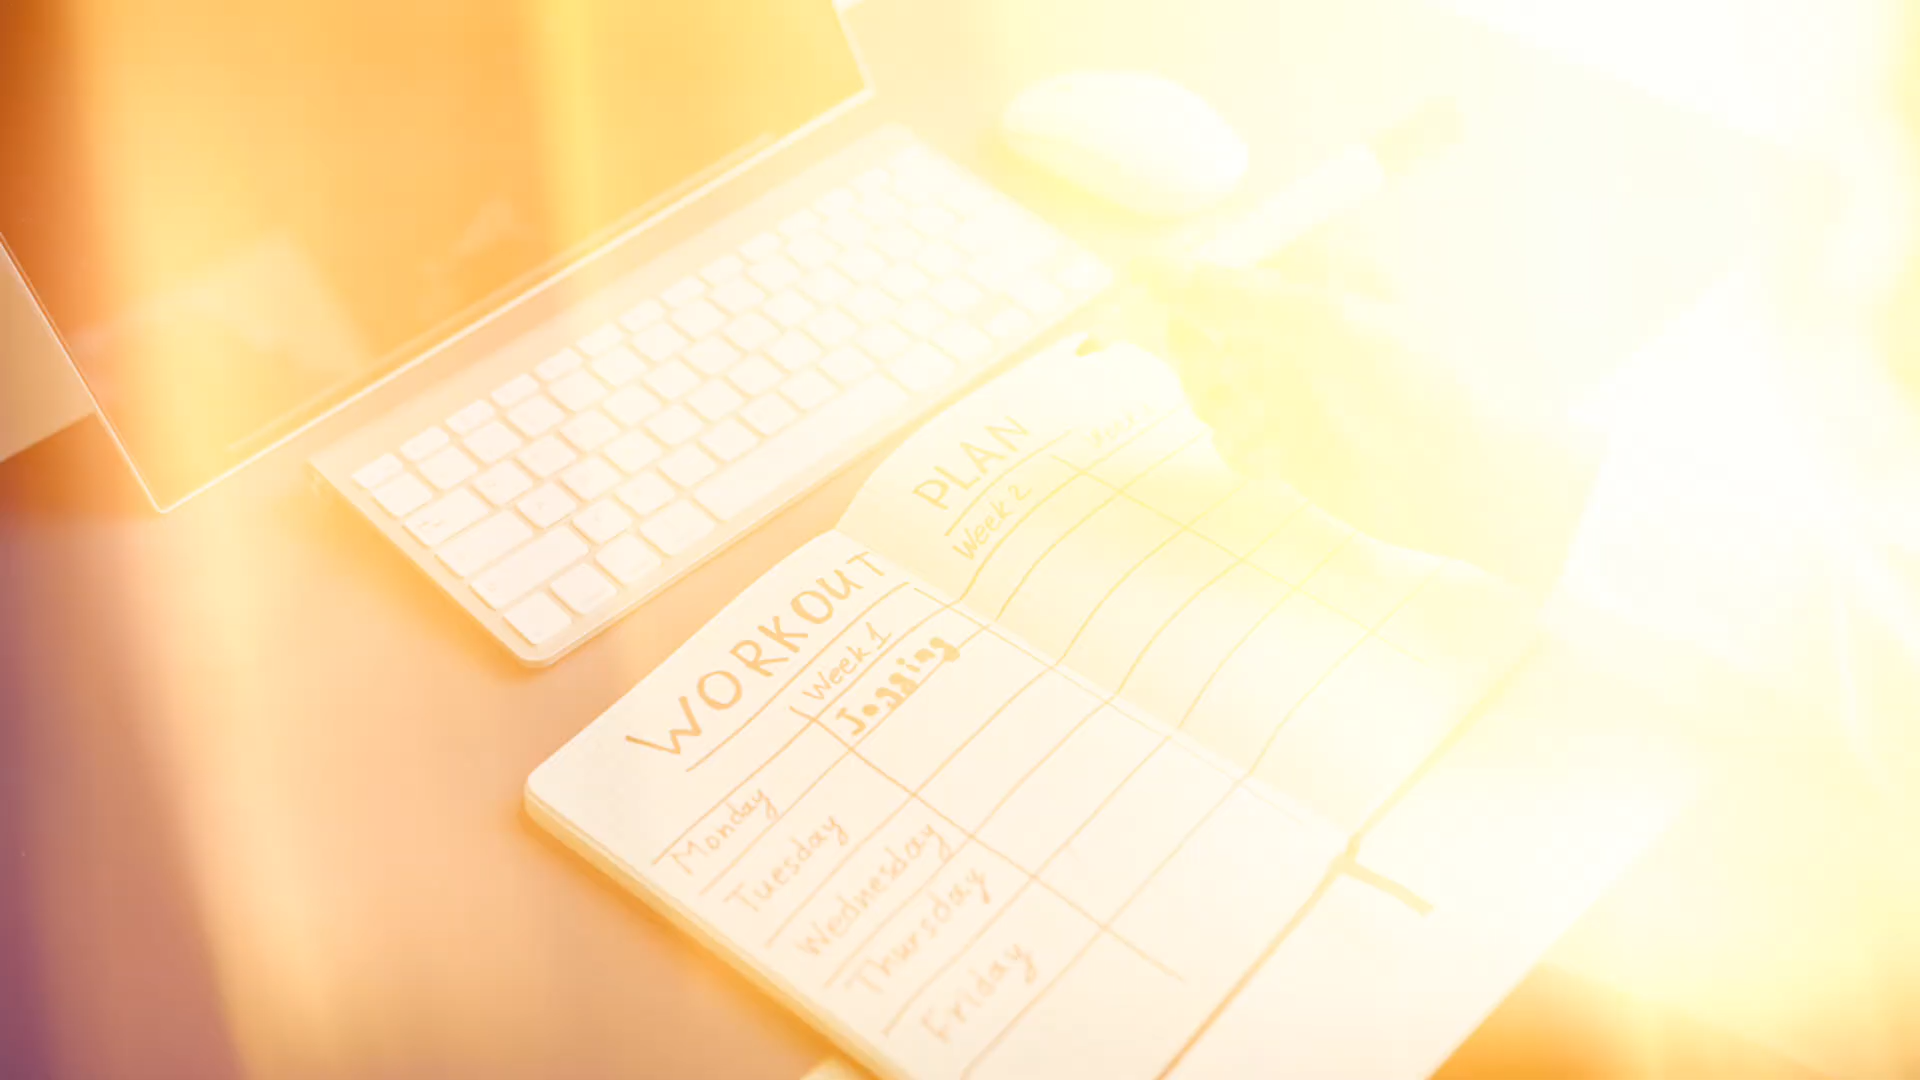 WORKOUT PLAN
Week 1
Week 2
Jogging
Monday
Tuesday
Wednesday
Thursday
Friday